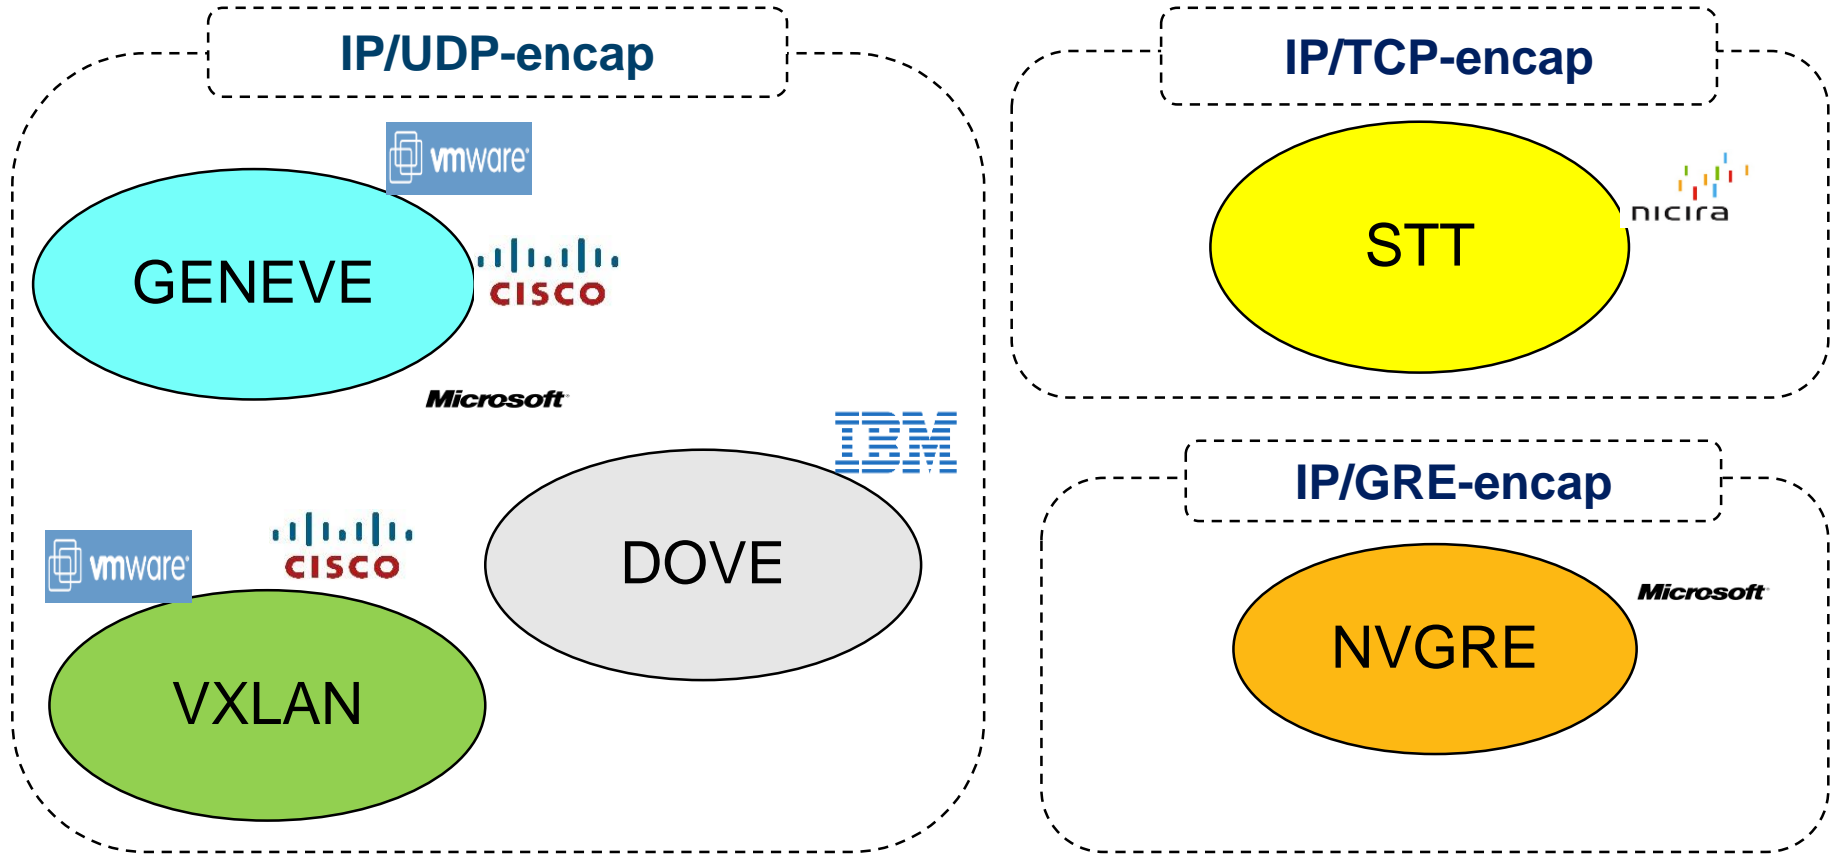 IP/UDP-encap
vmware
GENEVE
CISCO
Microsoft
IBM
DOVE
vmware
CISCO
VXLAN
IP/TCP-encap
STT
nicira
IP/GRE-encap
Microsoft
NVGRE